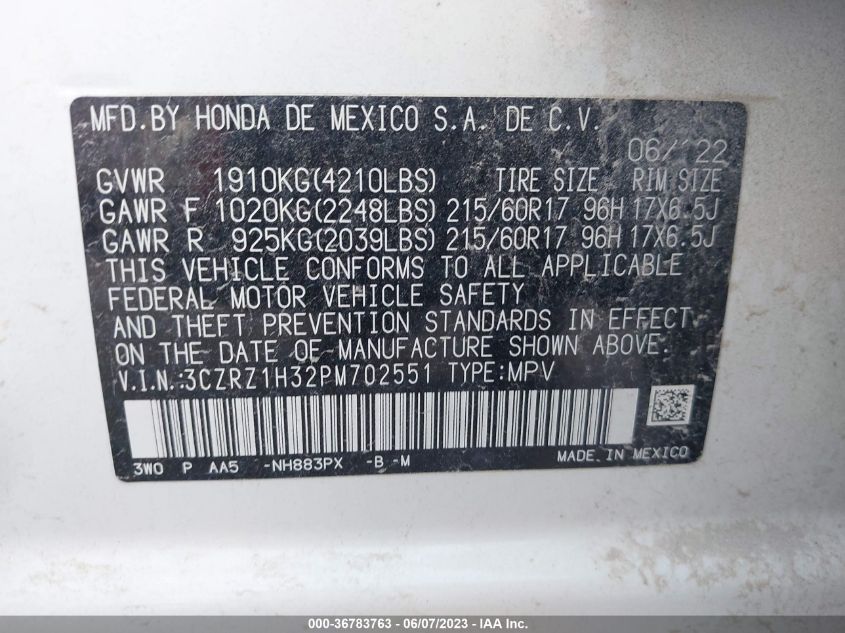 MFD.BY HONDA DE MEXICO S.A. DE C.V.
06/'22
GVWR 1910KG(4210LBS) TIRE SIZE RIM SIZE
GAWR F 1020KG(2248LBS) 215/60R17 96H 17X6.5J
GAWR R 925KG(2039LBS) 215/60R17 96H 17X6.5J
THIS VEHICLE CONFORMS TO ALL APPLICABLE
FEDERAL MOTOR VEHICLE SAFETY
AND THEFT PREVENTION STANDARDS IN EFFECT
ON THE DATE OF MANUFACTURE SHOWN ABOVE.
V.I.N.:3CZRZ1H32PM702551 TYPE:MPV
3W0 P AA5 -NH883PX -B -M MADE IN MEXICO
000-36783763 - 06/07/2023 - IAA, Inc.